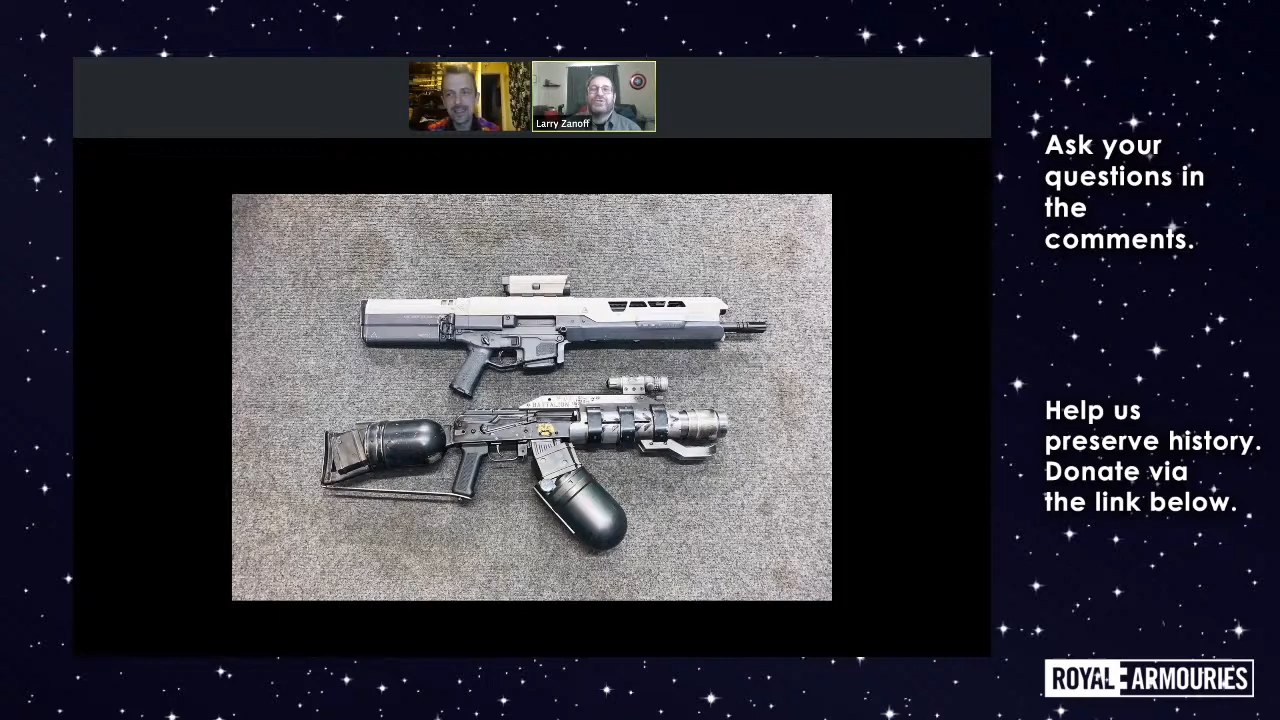 Larry Zanoff
Ask your
questions in
the
comments.
BATTALION
Help us
preserve history.
Donate via
the link below.
ROYAL ARMOURIES